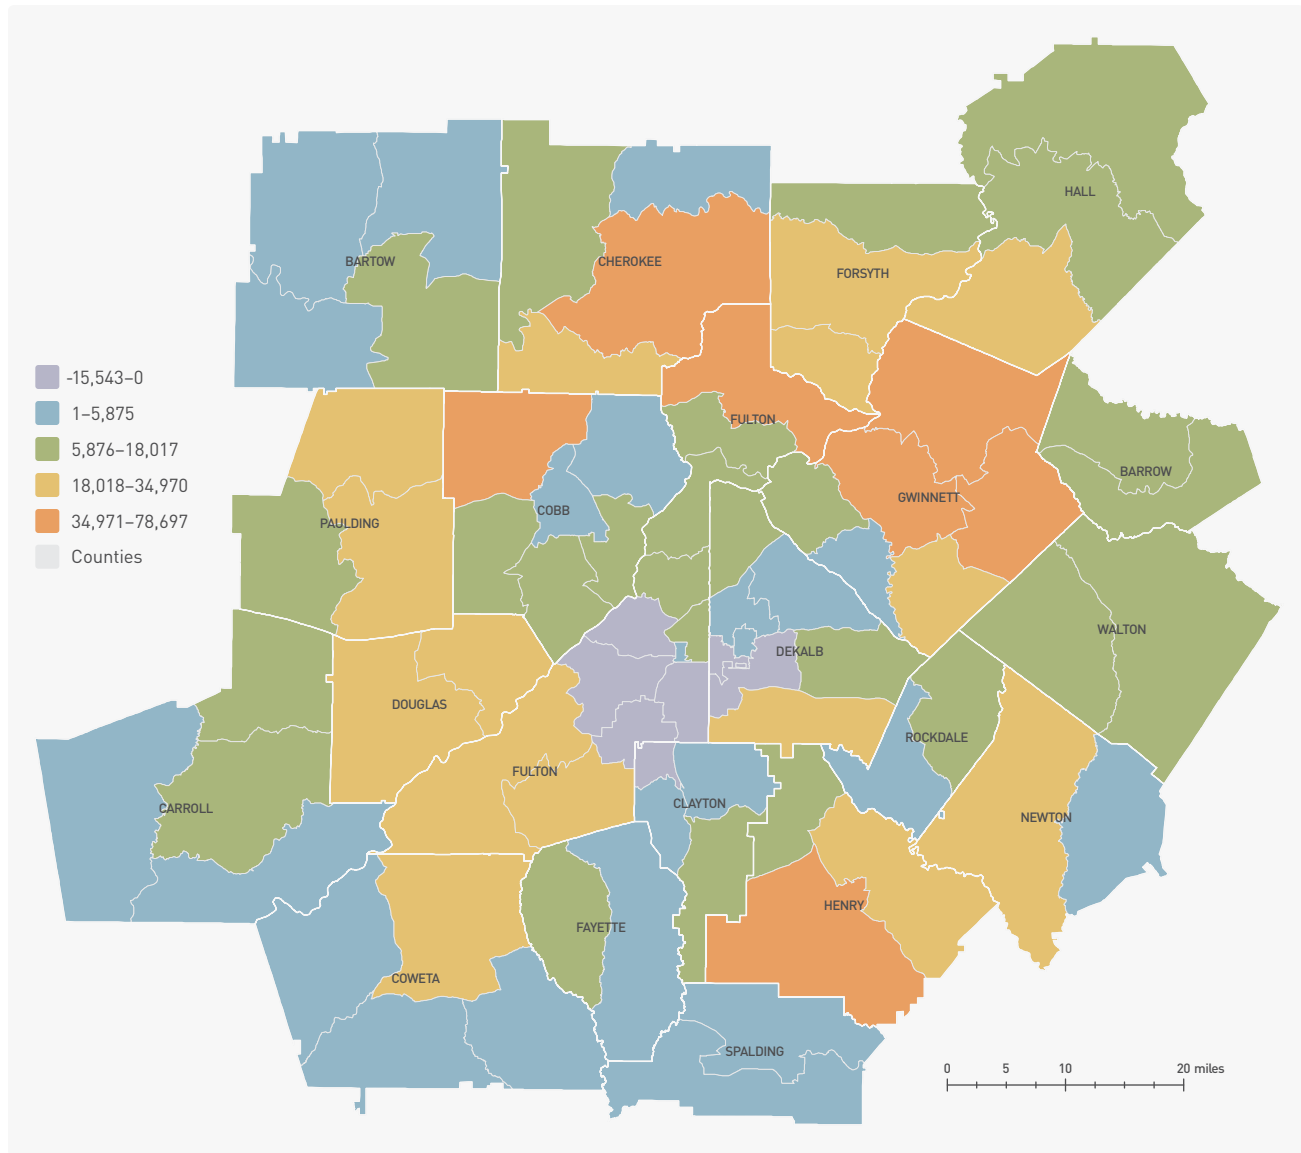 HALL
BARTOW
CHEROKEE
FORSYTH
-15,543–0
1–5,875
5,876–18,017
18,018–34,970
34,971–78,697
Counties
FULTON
BARROW
GWINNETT
COBB
PAULDING
WALTON
DEKALB
DOUGLAS
ROCKDALE
FULTON
CLAYTON
CARROLL
NEWTON
HENRY
FAYETTE
COWETA
SPALDING
0 5 10 20 miles